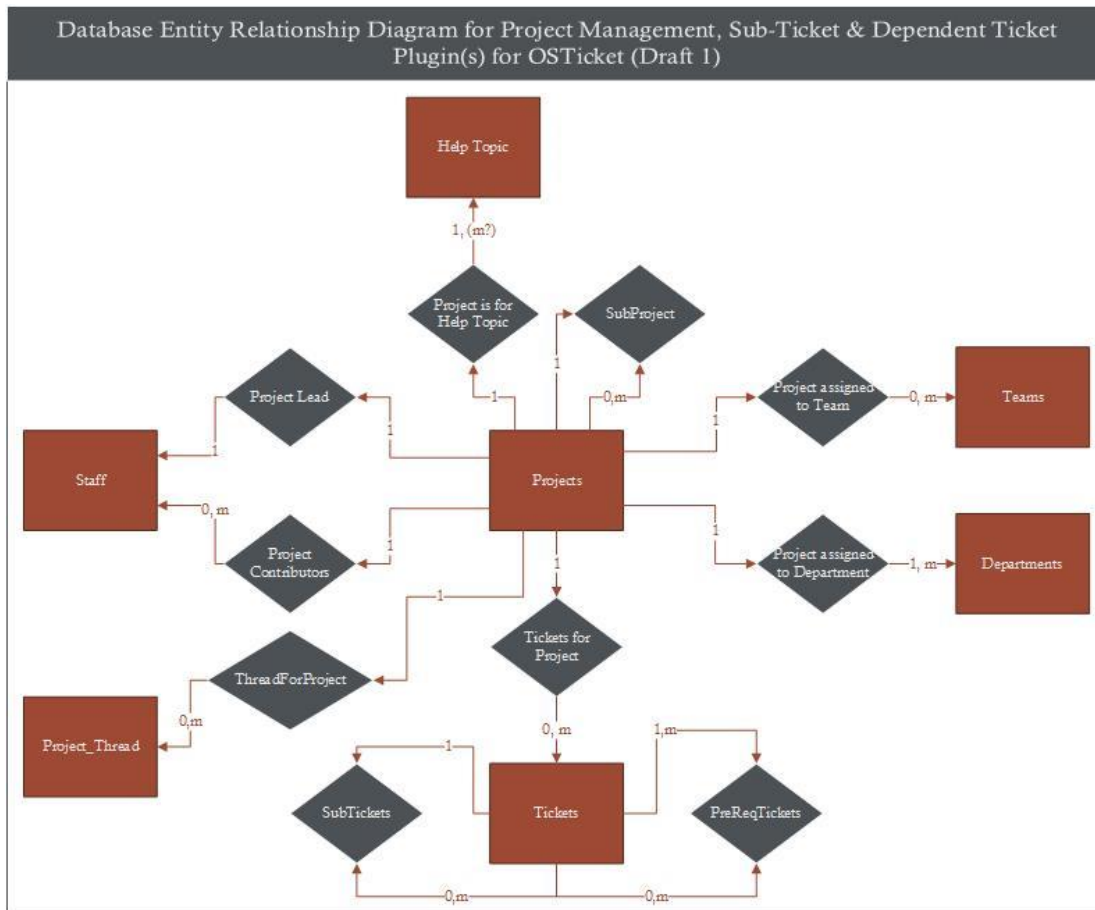 Database Entity Relationship Diagram for Project Management, Sub-Ticket & Dependent Ticket
Plugin(s) for OSTicket (Draft 1)
Help Topic
1, (m?)
Project is for
Help Topic
SubProject
1
1
0,m
Project Lead
Project assigned
to Team
0, m
Teams
1
1
1
Staff
Projects
0, m
1
1
Project
Contributors
1
Project assigned
to Department
1, m
Departments
1
Tickets for
Project
ThreadForProject
0,m
Project_Thread
0, m
1
1,m
SubTickets
Tickets
PreReqTickets
0,m
0,m